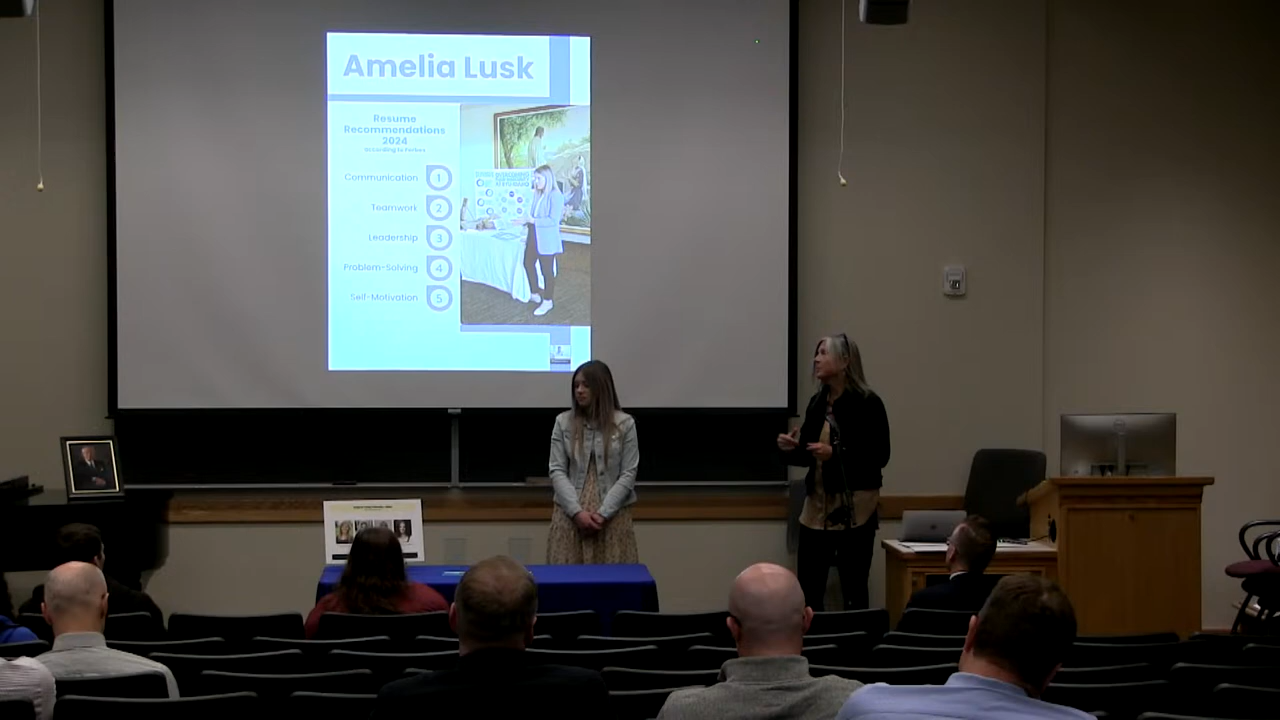 Amelia Lusk
Resume
Recommendations
2024
according to Forbes
Communication 1
Teamwork 2
Leadership 3
Problem-Solving 4
Self-Motivation 5